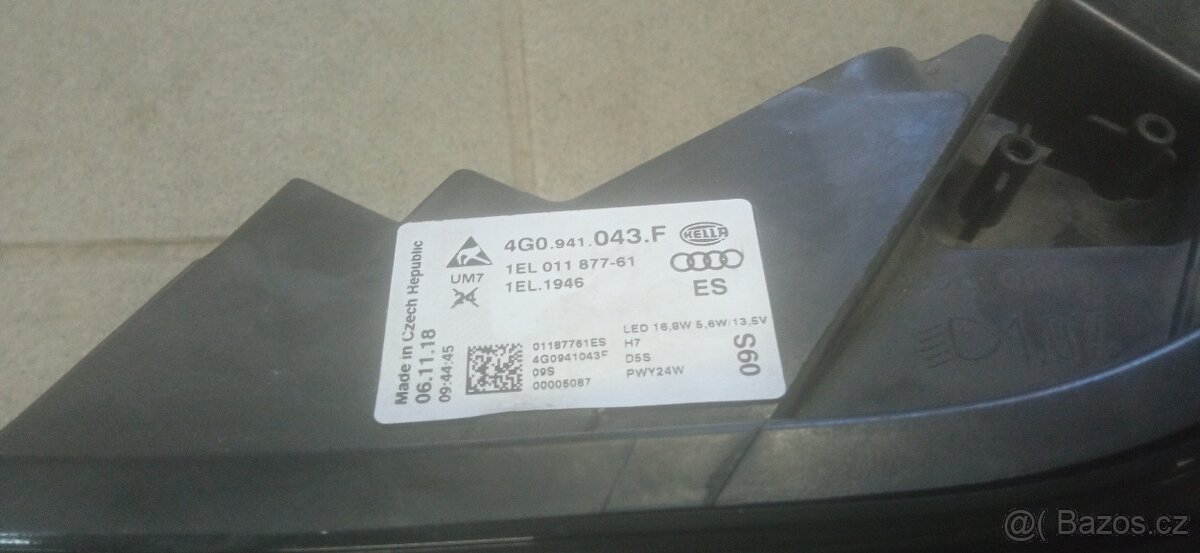 4G0.941.043.F
HELLA
1EL 011 877-61
UM7
1EL.1946
24
ES
Made in Czech Republic
06.11.18
09:44:45
01187761ES
4G0941043F
09S
00005087
LED 16,8W 5,6W/13,5V
H7
D5S
PWY24W
09S
@( Bazos.cz